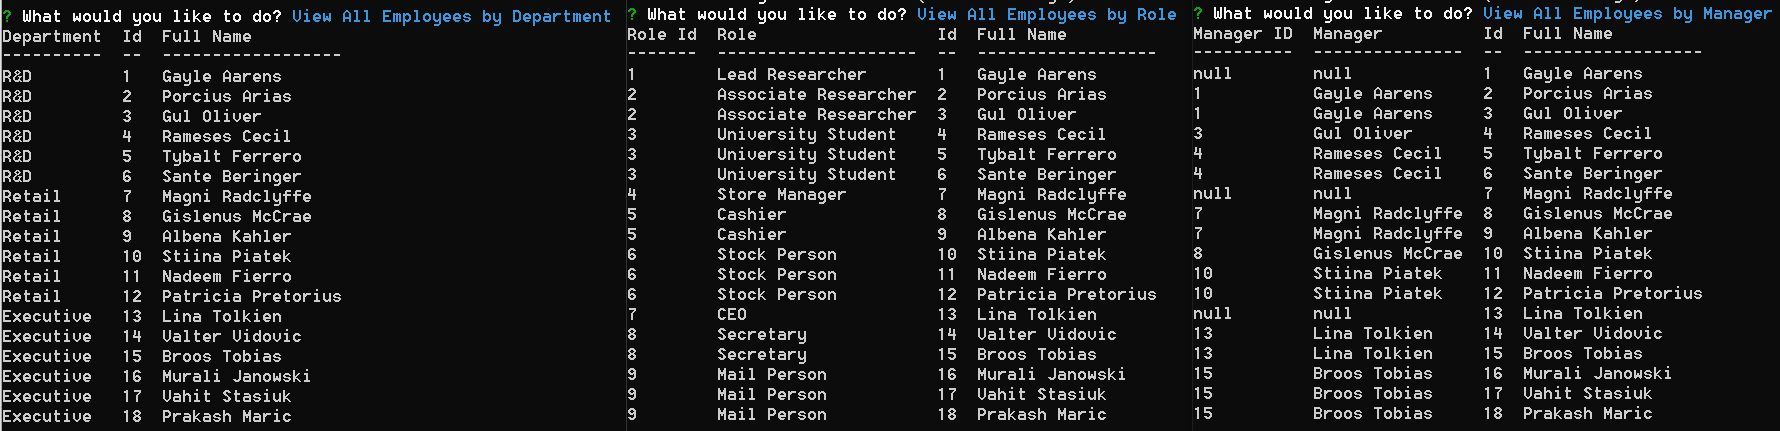 ? What would you like to do? View All Employees by Department
Department  Id  Full Name
----------  --  ------------------
R&D         1   Gayle Aarens
R&D         2   Porcius Arias
R&D         3   Gul Oliver
R&D         4   Rameses Cecil
R&D         5   Tybalt Ferrero
R&D         6   Sante Beringer
Retail      7   Magni Radclyffe
Retail      8   Gislenus McCrae
Retail      9   Albena Kahler
Retail      10  Stiina Piatek
Retail      11  Nadeem Fierro
Retail      12  Patricia Pretorius
Executive   13  Lina Tolkien
Executive   14  Valter Vidovic
Executive   15  Broos Tobias
Executive   16  Murali Janowski
Executive   17  Vahit Stasiuk
Executive   18  Prakash Maric
? What would you like to do? View All Employees by Role
Role Id  Role                  Id  Full Name
-------  --------------------  --  ------------------
1        Lead Researcher       1   Gayle Aarens
2        Associate Researcher  2   Porcius Arias
2        Associate Researcher  3   Gul Oliver
3        University Student    4   Rameses Cecil
3        University Student    5   Tybalt Ferrero
3        University Student    6   Sante Beringer
4        Store Manager         7   Magni Radclyffe
5        Cashier               8   Gislenus McCrae
5        Cashier               9   Albena Kahler
6        Stock Person          10  Stiina Piatek
6        Stock Person          11  Nadeem Fierro
6        Stock Person          12  Patricia Pretorius
7        CEO                   13  Lina Tolkien
8        Secretary             14  Valter Vidovic
8        Secretary             15  Broos Tobias
9        Mail Person           16  Murali Janowski
9        Mail Person           17  Vahit Stasiuk
9        Mail Person           18  Prakash Maric
? What would you like to do? View All Employees by Manager
Manager ID  Manager          Id  Full Name
----------  ---------------  --  ------------------
null        null             1   Gayle Aarens
1           Gayle Aarens     2   Porcius Arias
1           Gayle Aarens     3   Gul Oliver
3           Gul Oliver       4   Rameses Cecil
4           Rameses Cecil    5   Tybalt Ferrero
4           Rameses Cecil    6   Sante Beringer
null        null             7   Magni Radclyffe
7           Magni Radclyffe  8   Gislenus McCrae
7           Magni Radclyffe  9   Albena Kahler
8           Gislenus McCrae  10  Stiina Piatek
10          Stiina Piatek    11  Nadeem Fierro
10          Stiina Piatek    12  Patricia Pretorius
null        null             13  Lina Tolkien
13          Lina Tolkien     14  Valter Vidovic
13          Lina Tolkien     15  Broos Tobias
15          Broos Tobias     16  Murali Janowski
15          Broos Tobias     17  Vahit Stasiuk
15          Broos Tobias     18  Prakash Maric